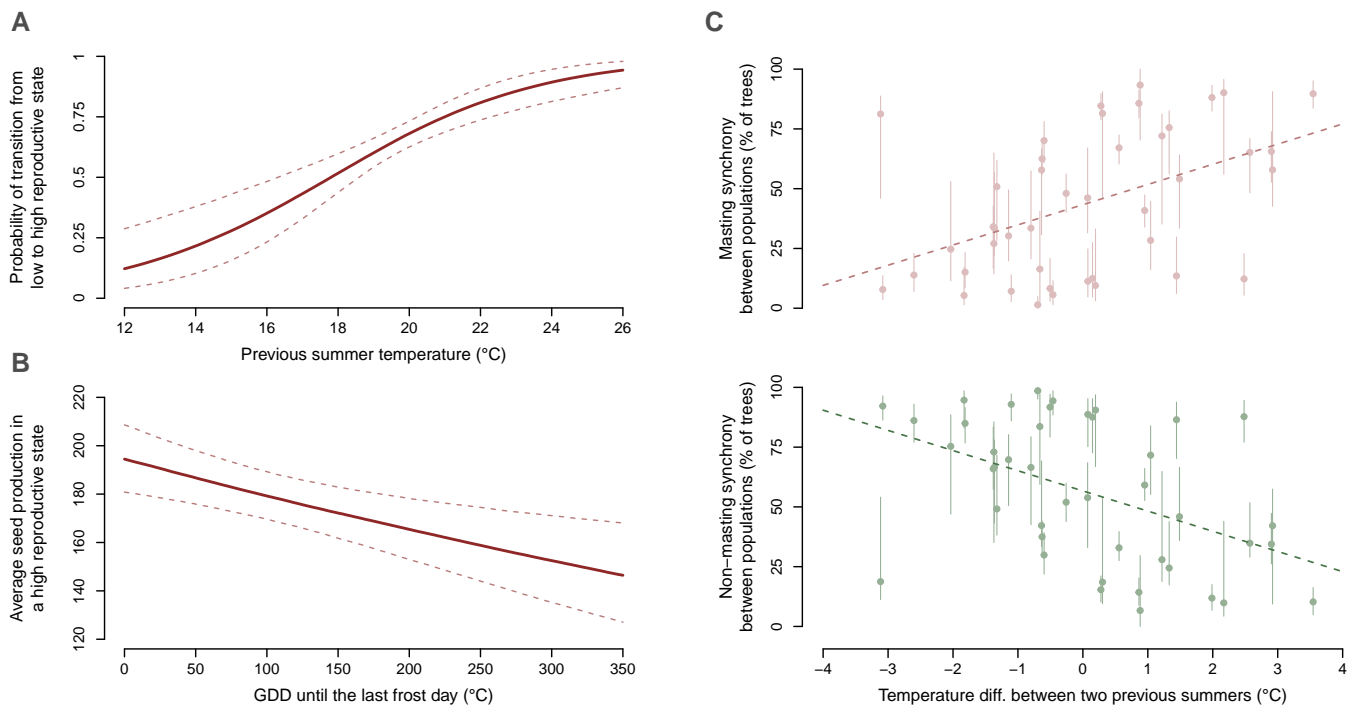 A
Probability of transition from
low to high reproductive state
1
0.75
0.5
0.25
0
12 14 16 18 20 22 24 26
Previous summer temperature (°C)
B
Average seed production in
a high reproductive state
220
200
180
160
140
120
0 50 100 150 200 250 300 350
GDD until the last frost day (°C)
C
Masting synchrony
between populations (% of trees)
100
75
50
25
0
Non−masting synchrony
between populations (% of trees)
100
75
50
25
0
−4 −3 −2 −1 0 1 2 3 4
Temperature diff. between two previous summers (°C)